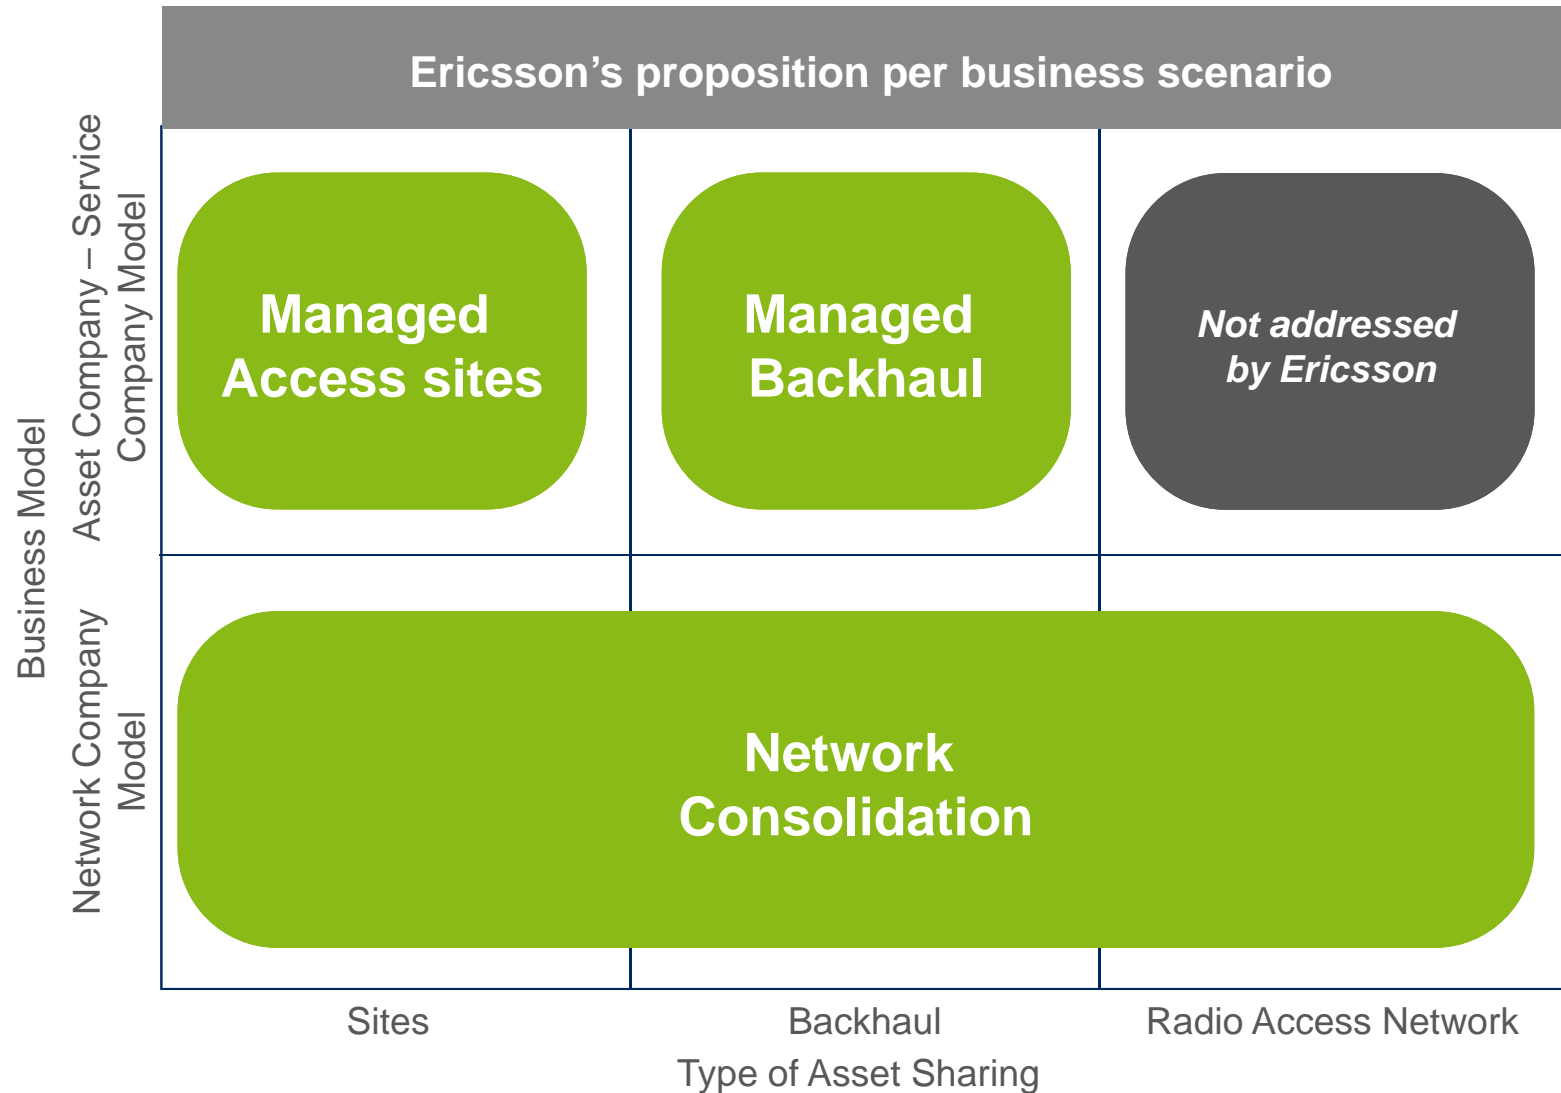 Ericsson’s proposition per business scenario
Business Model
Asset Company – Service
Company Model
Managed
Access sites
Managed
Backhaul
Not addressed
by Ericsson
Network Company
Model
Network
Consolidation
Sites
Backhaul
Radio Access Network
Type of Asset Sharing